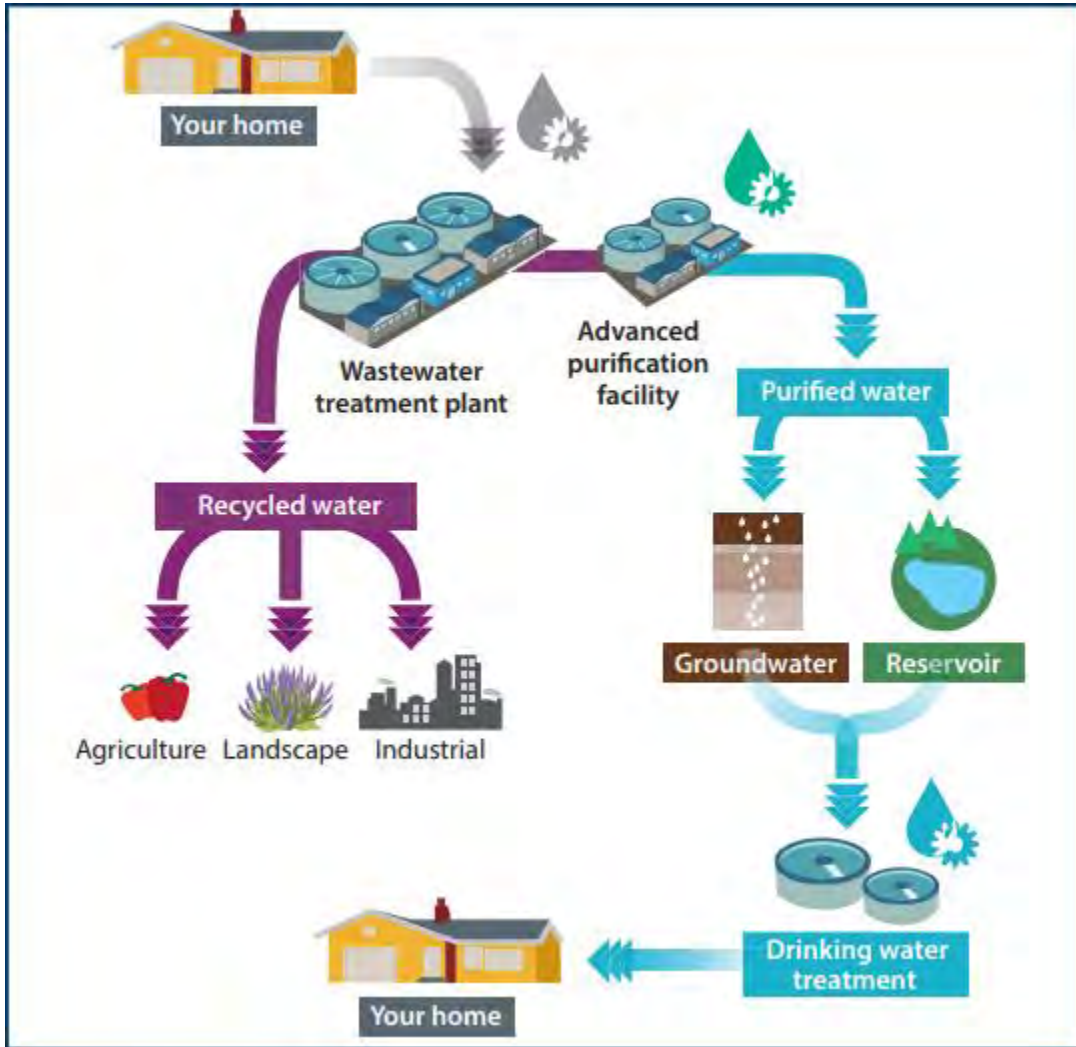 Your home
Wastewater
treatment plant
Advanced
purification
facility
Purified water
Recycled water
Groundwater
Reservoir
Agriculture
Landscape
Industrial
Drinking water
treatment
Your home